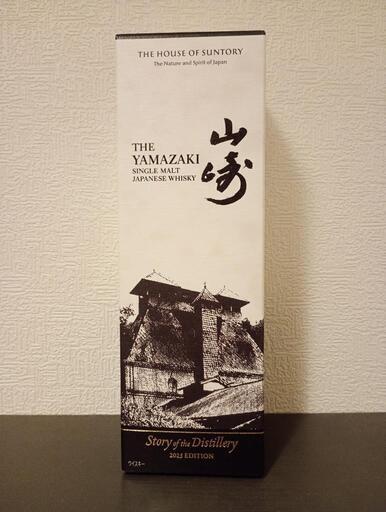 THE HOUSE OF SUNTORY
The Nature and Spirit of Japan
山崎
THE
YAMAZAKI
SINGLE MALT
JAPANESE WHISKY
Story of the Distillery
2025 EDITION
ウイスキー